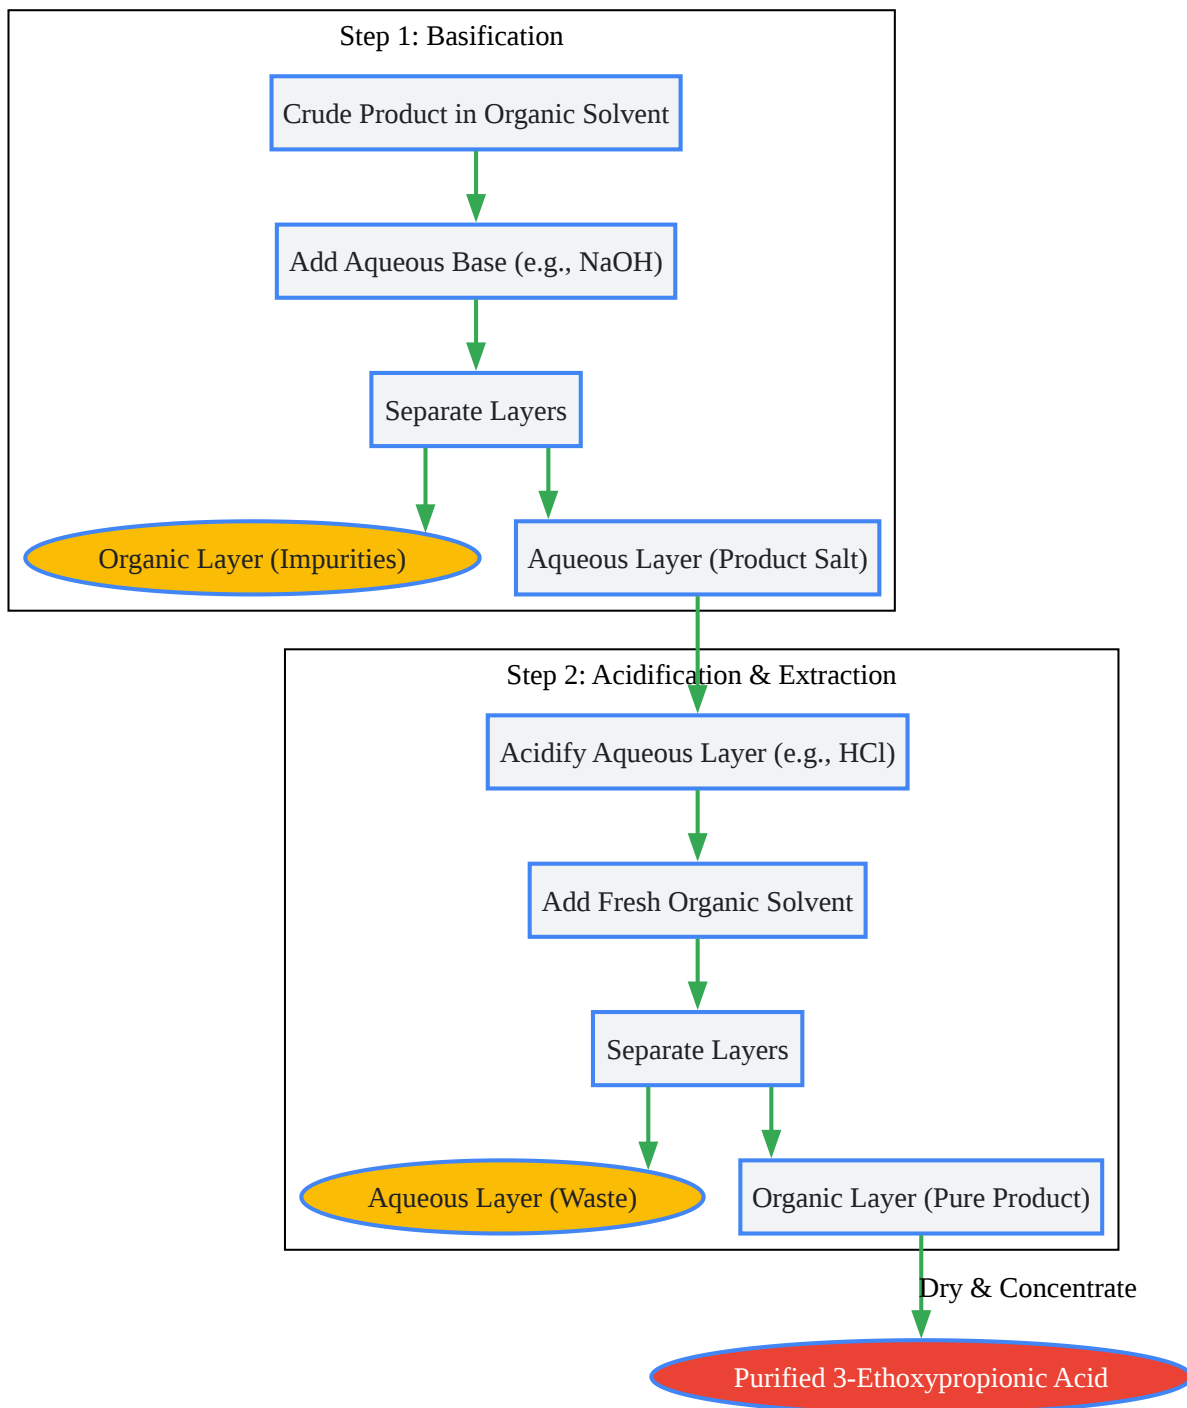 Step 1: Basification
Crude Product in Organic Solvent
Add Aqueous Base (e.g., NaOH)
Separate Layers
Organic Layer (Impurities)
Aqueous Layer (Product Salt)
Step 2: Acidification & Extraction
Acidify Aqueous Layer (e.g., HCl)
Add Fresh Organic Solvent
Separate Layers
Aqueous Layer (Waste)
Organic Layer (Pure Product)
Dry & Concentrate
Purified 3-Ethoxypropionic Acid